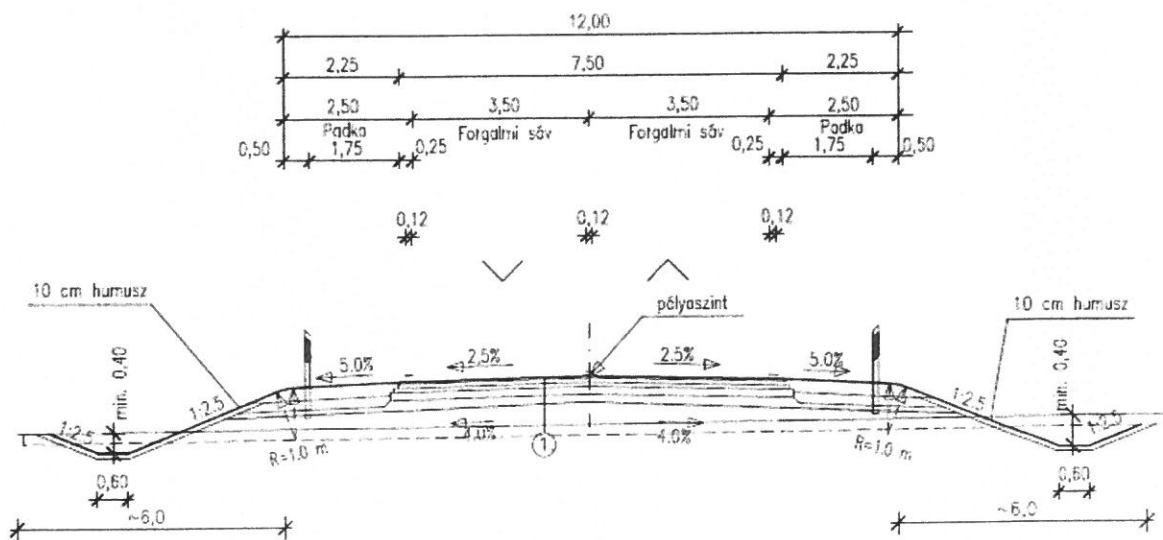 12,00
2,25 7,50 2,25
2,50 3,50 3,50 2,50
Padka Forgalmi sáv Forgalmi sáv Padka
0,50 1,75 0,25 0,25 1,75 0,50
0,12 0,12 0,12
10 cm humusz pályaszint 10 cm humusz
5.0% 2.5% 2.5% 5.0%
min. 0,40 min. 0,40
1:2.5 1:2.5 1:2.5 1:2.5
4.0% 1 4.0%
R=1.0 m R=1.0 m
0,60 0,60
~6,0 ~6,0